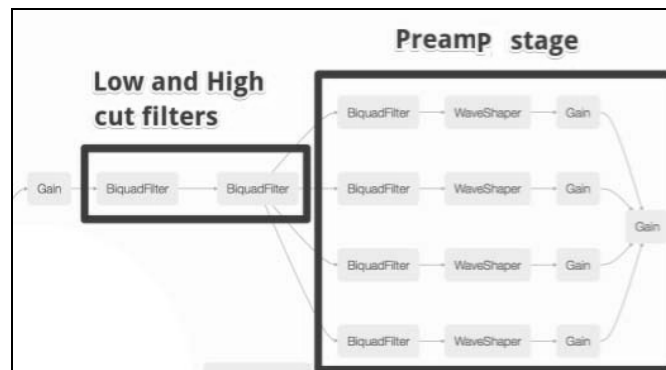 Preamp stage
Low and High
cut filters
BiquadFilter WaveShaper Gain
Gain BiquadFilter BiquadFilter BiquadFilter WaveShaper Gain
Gain
BiquadFilter WaveShaper Gain
BiquadFilter WaveShaper Gain